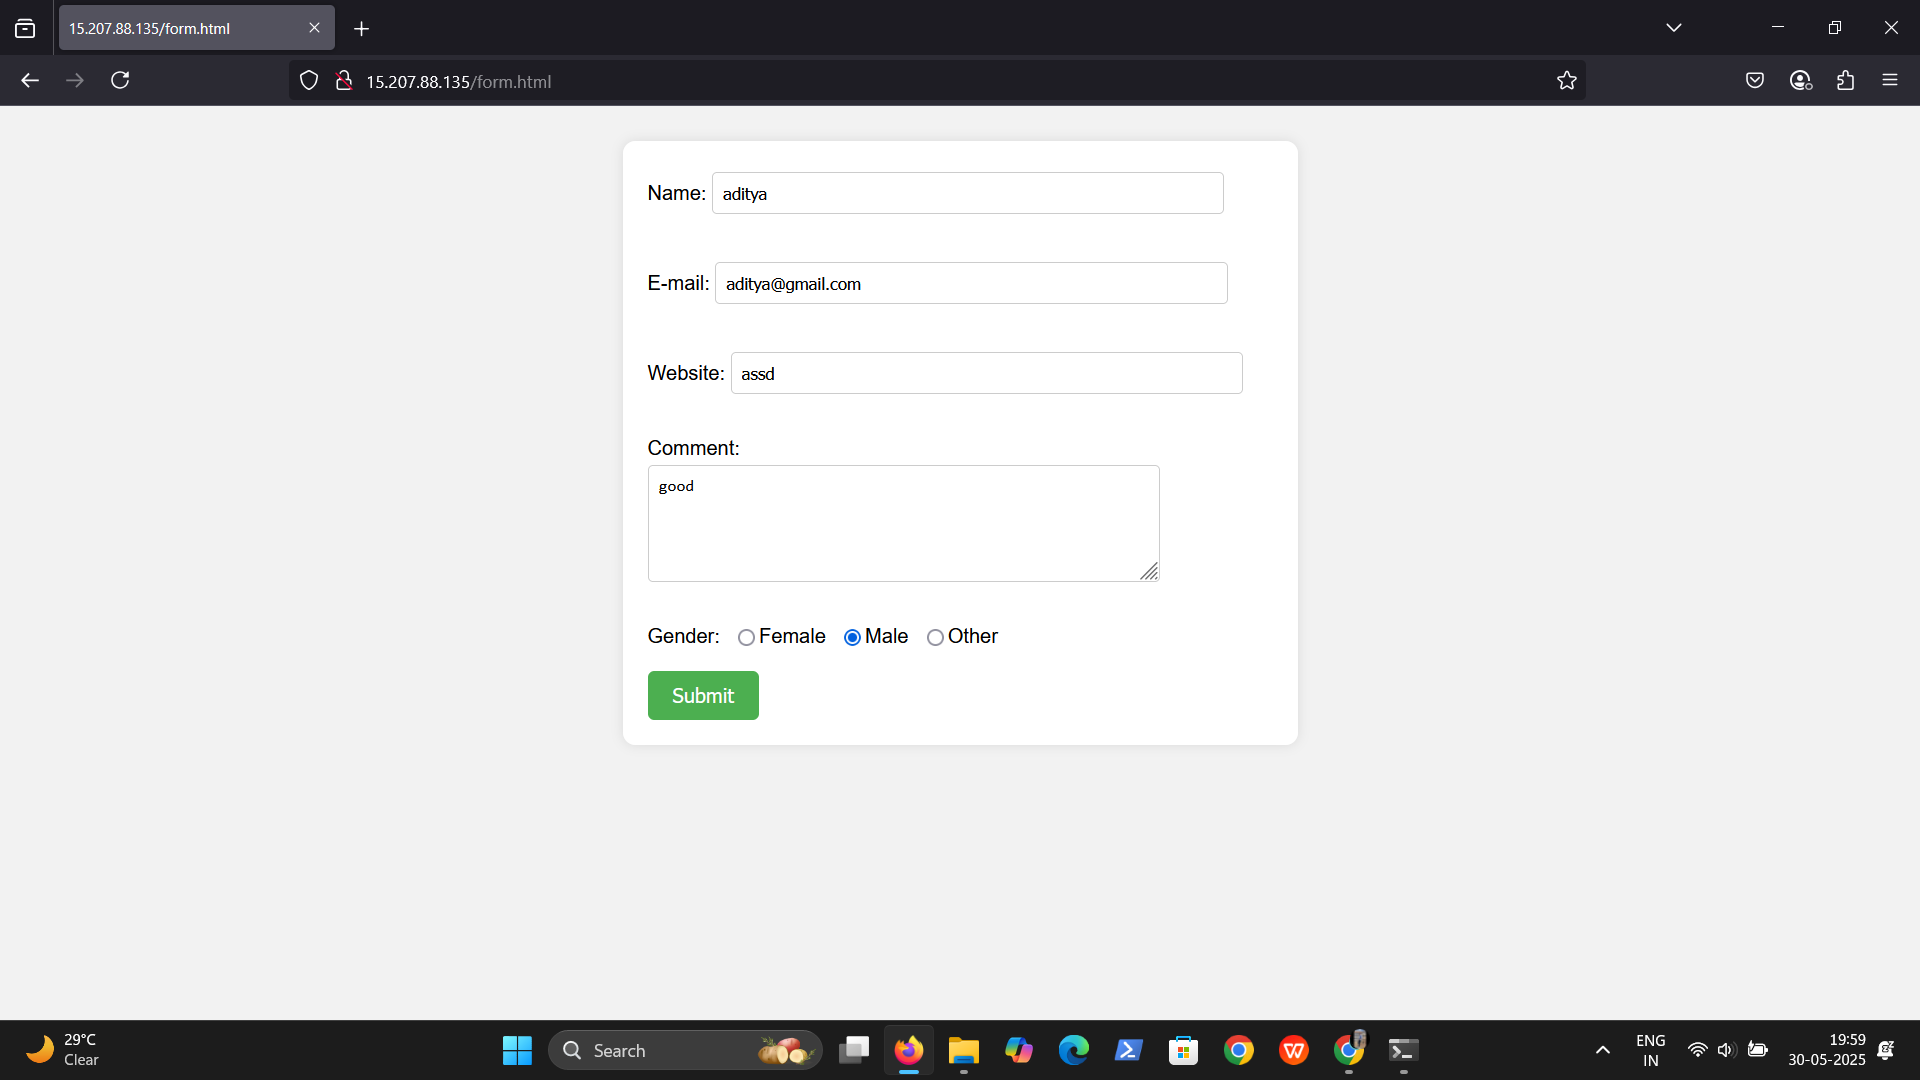 15.207.88.135/form.html
15.207.88.135/form.html
Name: aditya
E-mail: aditya@gmail.com
Website: assd
Comment:
good
Gender: Female Male Other
Submit
29°C
Clear
Search
ENG
IN
19:59
30-05-2025